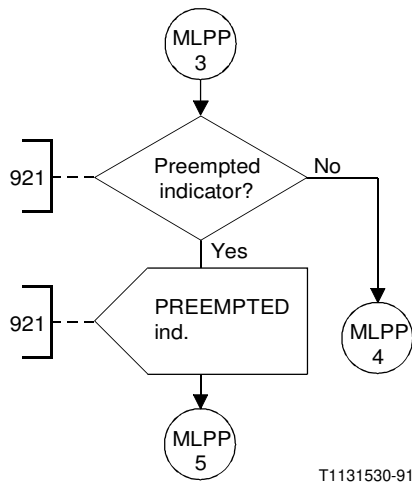 MLPP
3
921
Preempted
indicator?
No
Yes
921
PREEMPTED
ind.
MLPP
4
MLPP
5
T1131530-91